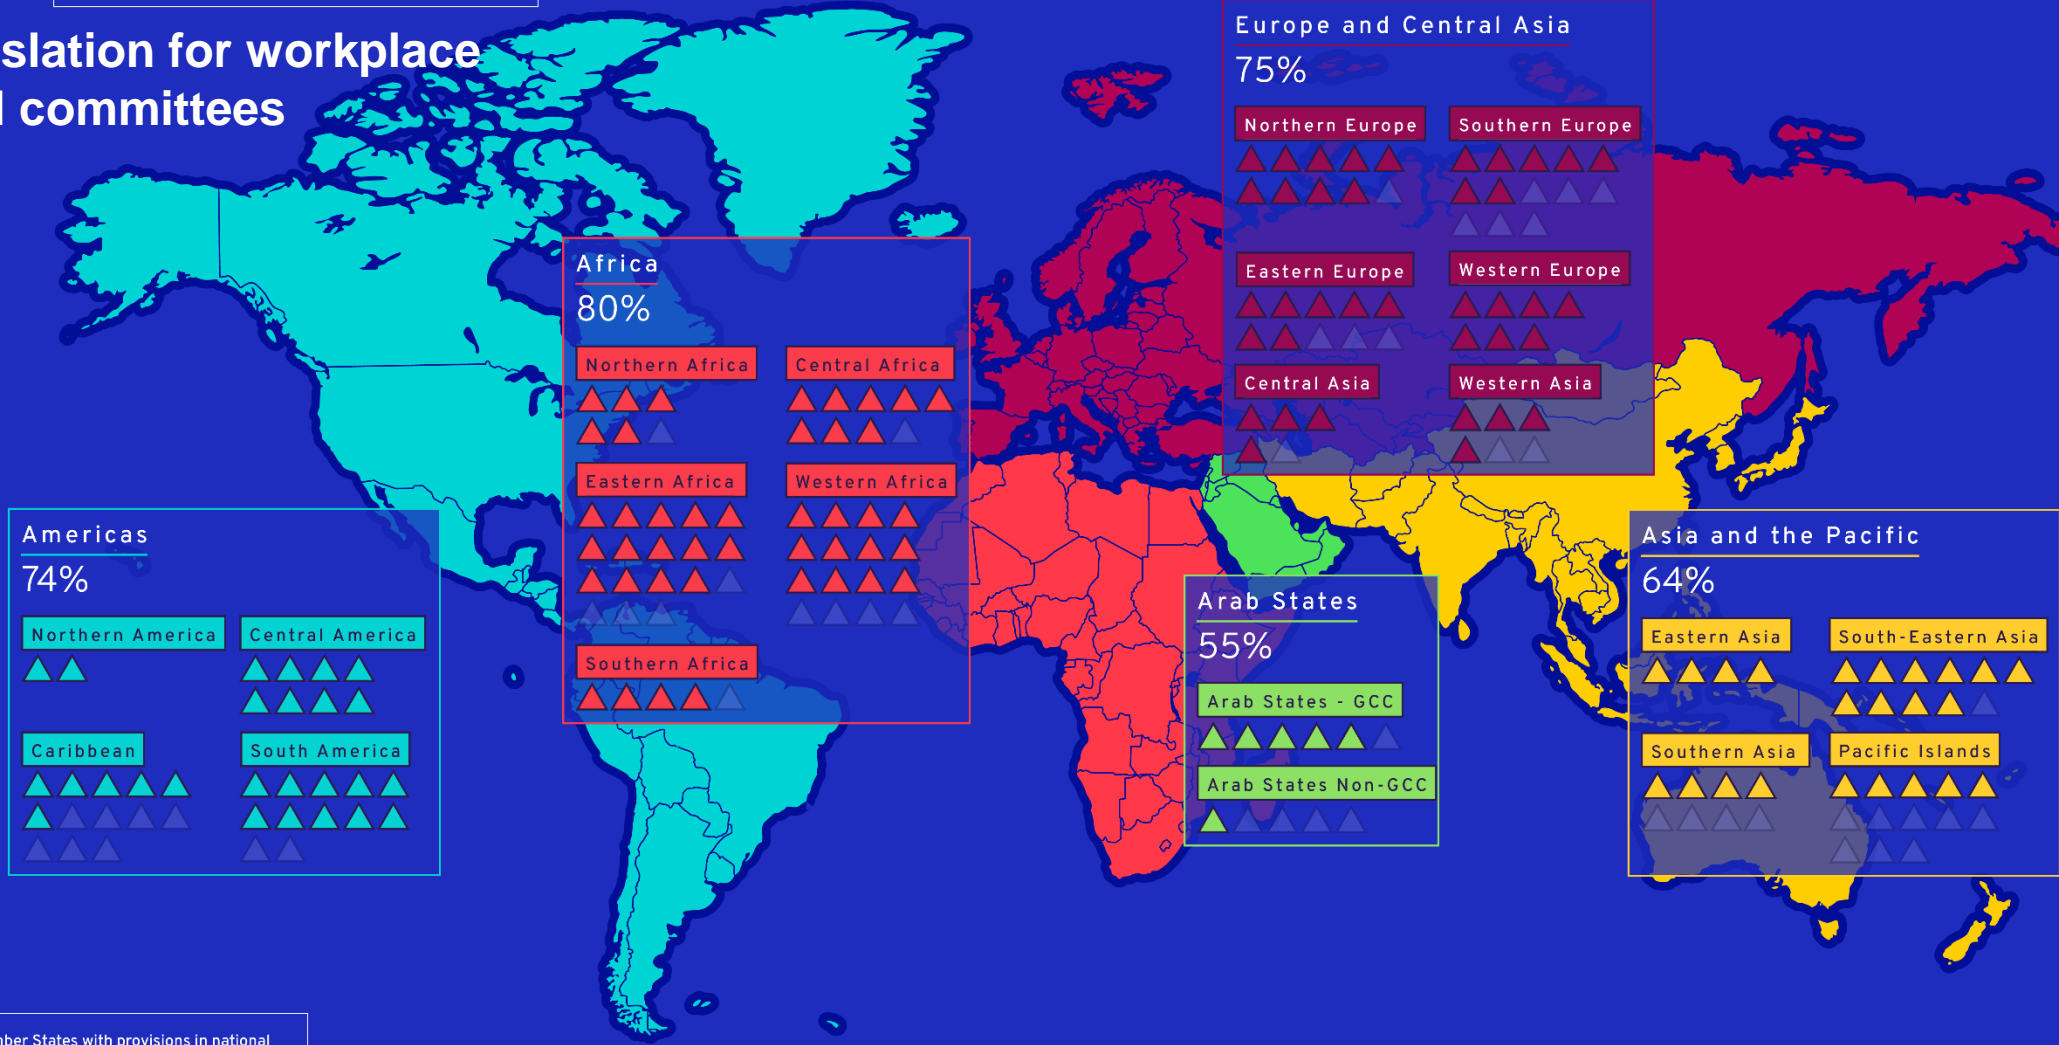 slation for workplace
committees
Europe and Central Asia
75%
Northern Europe
Southern Europe
Eastern Europe
Western Europe
Central Asia
Western Asia
Africa
80%
Northern Africa
Central Africa
Eastern Africa
Western Africa
Southern Africa
Americas
74%
Northern America
Central America
Caribbean
South America
Arab States
55%
Arab States - GCC
Arab States Non-GCC
Asia and the Pacific
64%
Eastern Asia
South-Eastern Asia
Southern Asia
Pacific Islands
ber States with provisions in national